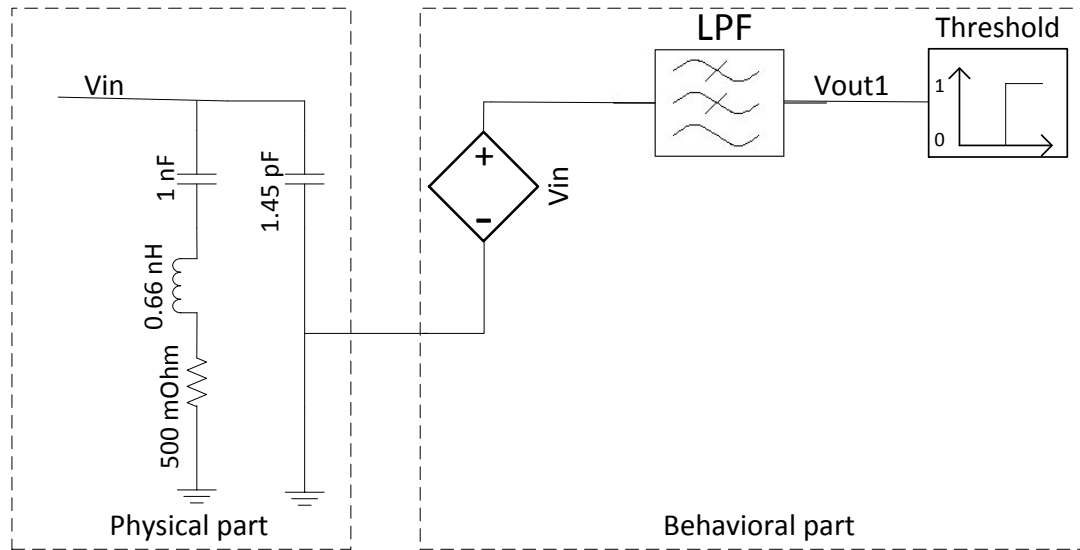 LPF
Threshold
Vin
Vout1
1
0
1 nF
1.45 pF
+
-
Vin
0.66 nH
500 mOhm
Physical part
Behavioral part